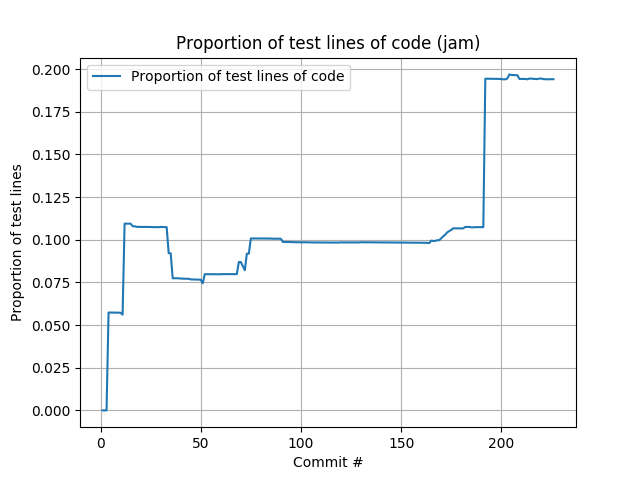 Proportion of test lines of code (jam)
Proportion of test lines of code
Proportion of test lines
0.200
0.175
0.150
0.125
0.100
0.075
0.050
0.025
0.000
0 50 100 150 200
Commit #